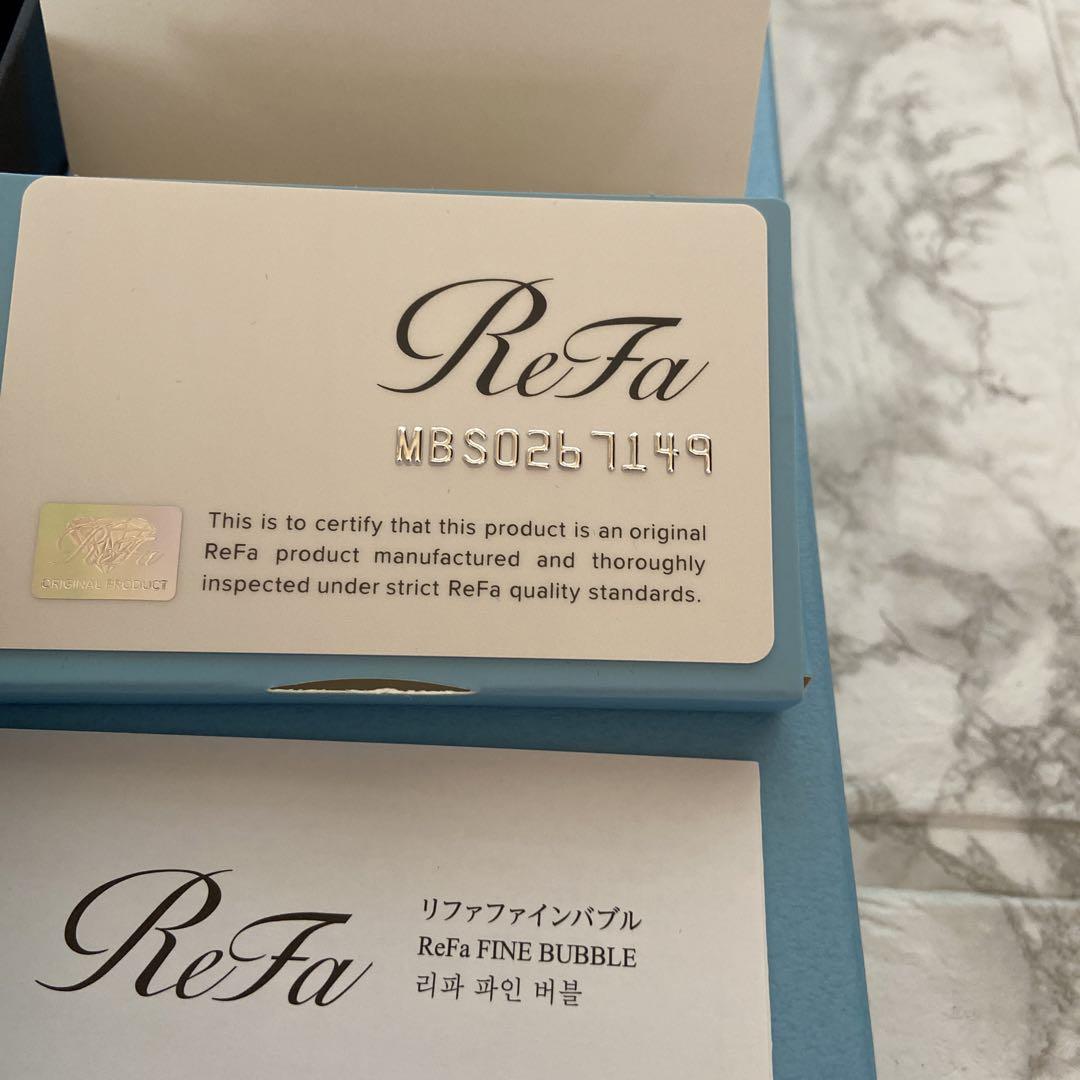 ReFa
MBS0267149
This is to certify that this product is an original
ReFa product manufactured and thoroughly
inspected under strict ReFa quality standards.
ReFa
ORIGINAL PRODUCT
ReFa
リファファインバブル
ReFa FINE BUBBLE
리파 파인 버블